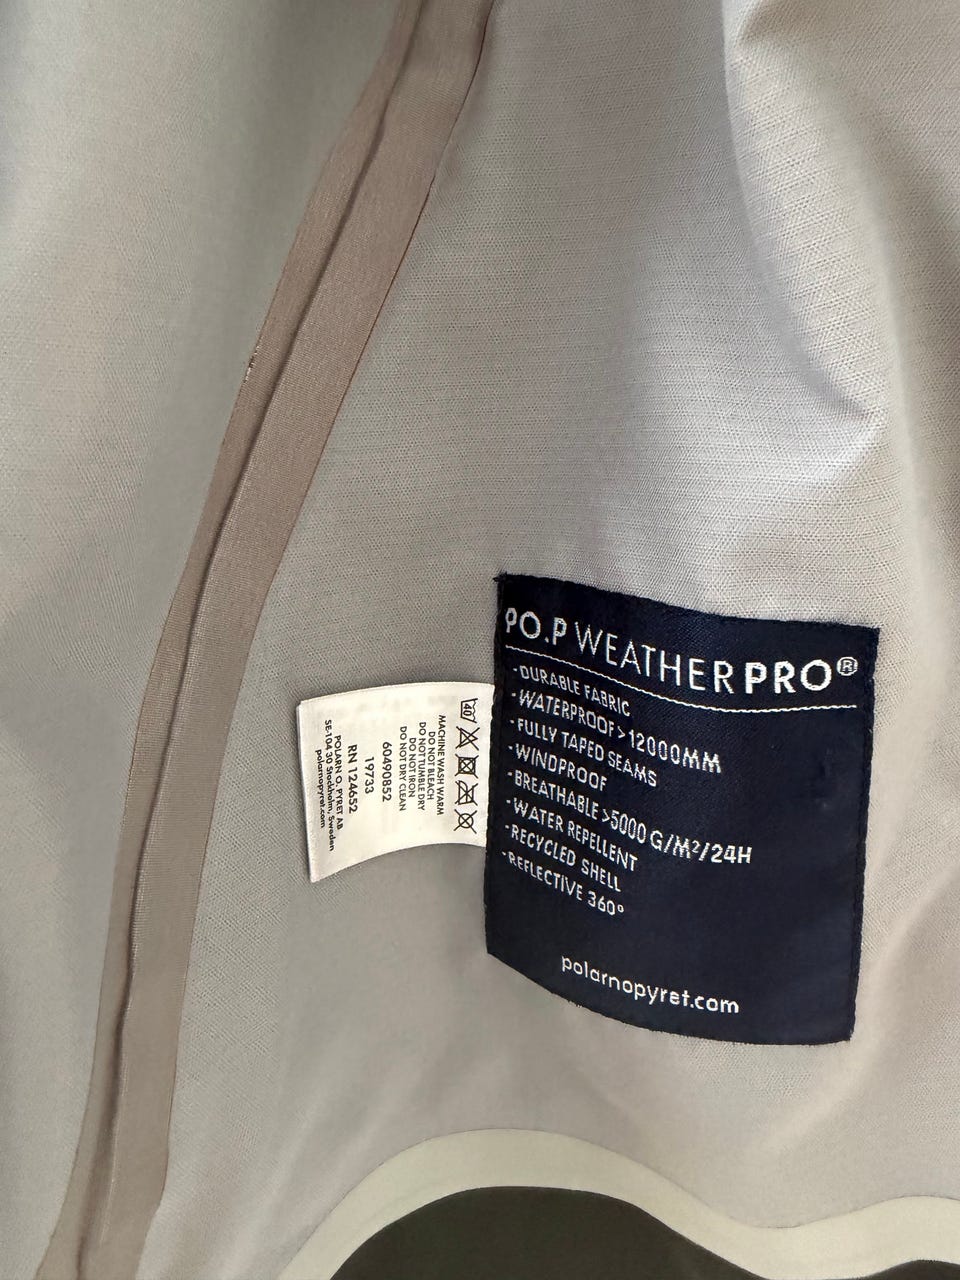 PO.P WEATHERPRO®
-DURABLE FABRIC
-WATERPROOF>12000MM
-FULLY TAPED SEAMS
-WINDPROOF
-BREATHABLE >5000 G/M²/24H
-WATER REPELLENT
-RECYCLED SHELL
-REFLECTIVE 360°
polarnopyret.com
40
MACHINE WASH WARM
DO NOT BLEACH
DO NOT TUMBLE DRY
DO NOT IRON
DO NOT DRY CLEAN
60490852
19733
RN 124652
POLARN O. PYRET AB
SE-104 30 Stockholm, Sweden
polarnopyret.com